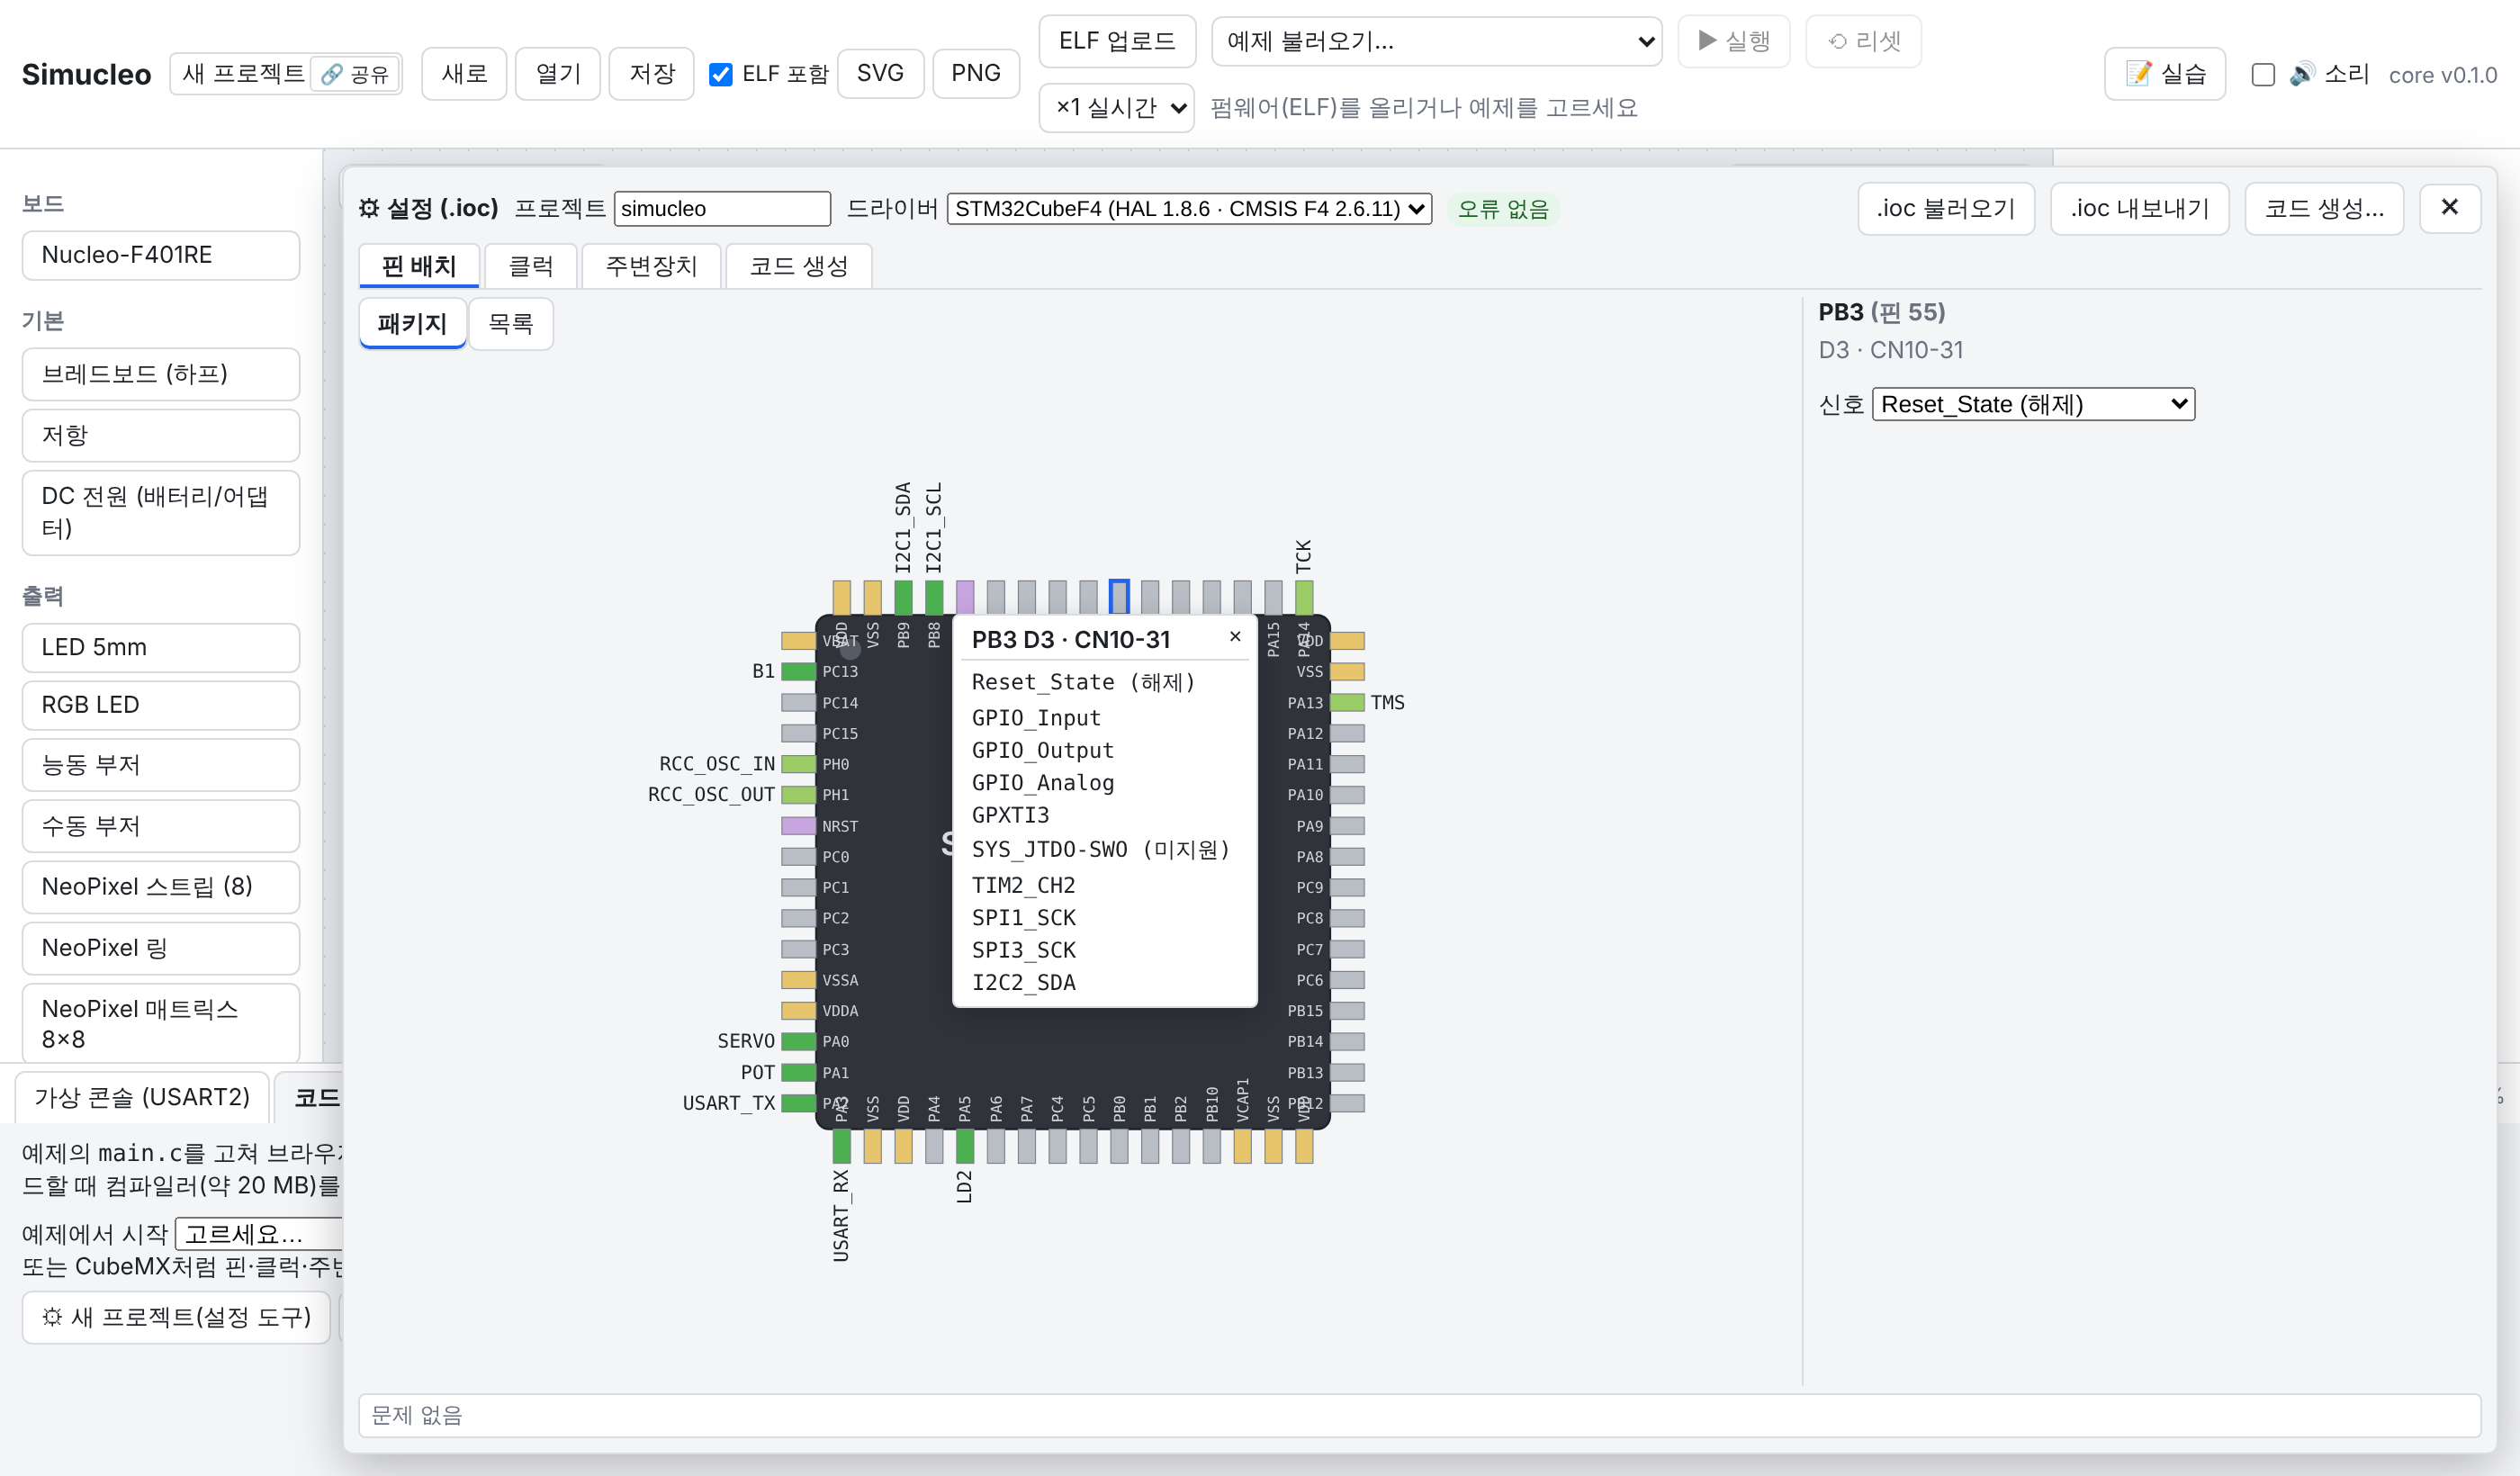 Simucleo
새 프로젝트 🔗 공유
새로 열기 저장 ELF 포함 SVG PNG
ELF 업로드 예제 불러오기... ▶ 실행 ⟲ 리셋
×1 실시간 펌웨어(ELF)를 올리거나 예제를 고르세요
📝 실습 🔊 소리 core v0.1.0
보드
Nucleo-F401RE
기본
브레드보드 (하프)
저항
DC 전원 (배터리/어댑
터)
출력
LED 5mm
RGB LED
능동 부저
수동 부저
NeoPixel 스트립 (8)
NeoPixel 링
NeoPixel 매트릭스
8×8
가상 콘솔 (USART2) 코드
예제의 main.c를 고쳐 브라우
드할 때 컴파일러(약 20 MB)를
예제에서 시작 고르세요...
또는 CubeMX처럼 핀·클럭·주변
⚙ 새 프로젝트(설정 도구)
⚙ 설정 (.ioc) 프로젝트 simucleo 드라이버 STM32CubeF4 (HAL 1.8.6 · CMSIS F4 2.6.11) 오류 없음
.ioc 불러오기 .ioc 내보내기 코드 생성... ✕
핀 배치 클럭 주변장치 코드 생성
패키지 목록
I2C1_SDA I2C1_SCL TCK
VDD VSS PB9 PB8 PA15 PA14
VBAT
B1 PC13
PC14
PC15
RCC_OSC_IN PH0
RCC_OSC_OUT PH1
NRST
PC0
PC1
PC2
PC3
VSSA
VDDA
SERVO PA0
POT PA1
USART_TX PA2
S
PB3 D3 · CN10-31 ×
Reset_State (해제)
GPIO_Input
GPIO_Output
GPIO_Analog
GPXTI3
SYS_JTDO-SWO (미지원)
TIM2_CH2
SPI1_SCK
SPI3_SCK
I2C2_SDA
VDD
VSS
PA13 TMS
PA12
PA11
PA10
PA9
PA8
PC9
PC8
PC7
PC6
PB15
PB14
PB13
PB12
PA3 VSS VDD PA4 PA5 PA6 PA7 PC4 PC5 PB0 PB1 PB2 PB10 VCAP1 VSS VDD
USART_RX LD2
PB3 (핀 55)
D3 · CN10-31
신호 Reset_State (해제)
문제 없음